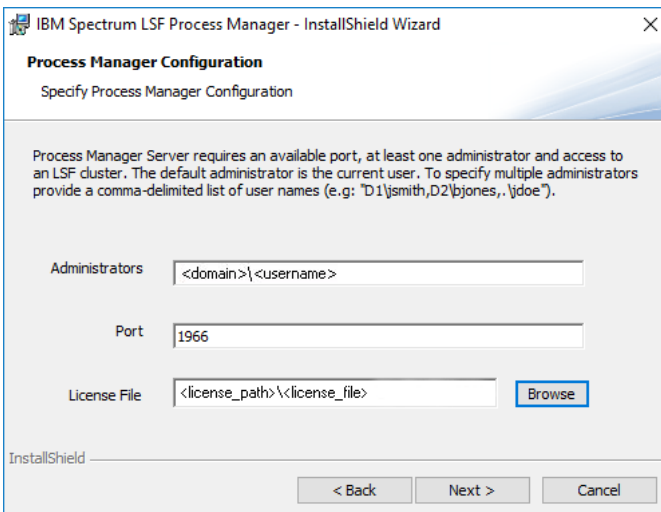 IBM Spectrum LSF Process Manager - InstallShield Wizard
Process Manager Configuration
Specify Process Manager Configuration
Process Manager Server requires an available port, at least one administrator and access to
an LSF cluster. The default administrator is the current user. To specify multiple administrators
provide a comma-delimited list of user names (e.g: "D1\jsmith,D2\bjones,.\jdoe").
Administrators <domain>\<username>
Port 1966
License File <license_path>\<license_file> Browse
InstallShield
< Back Next > Cancel